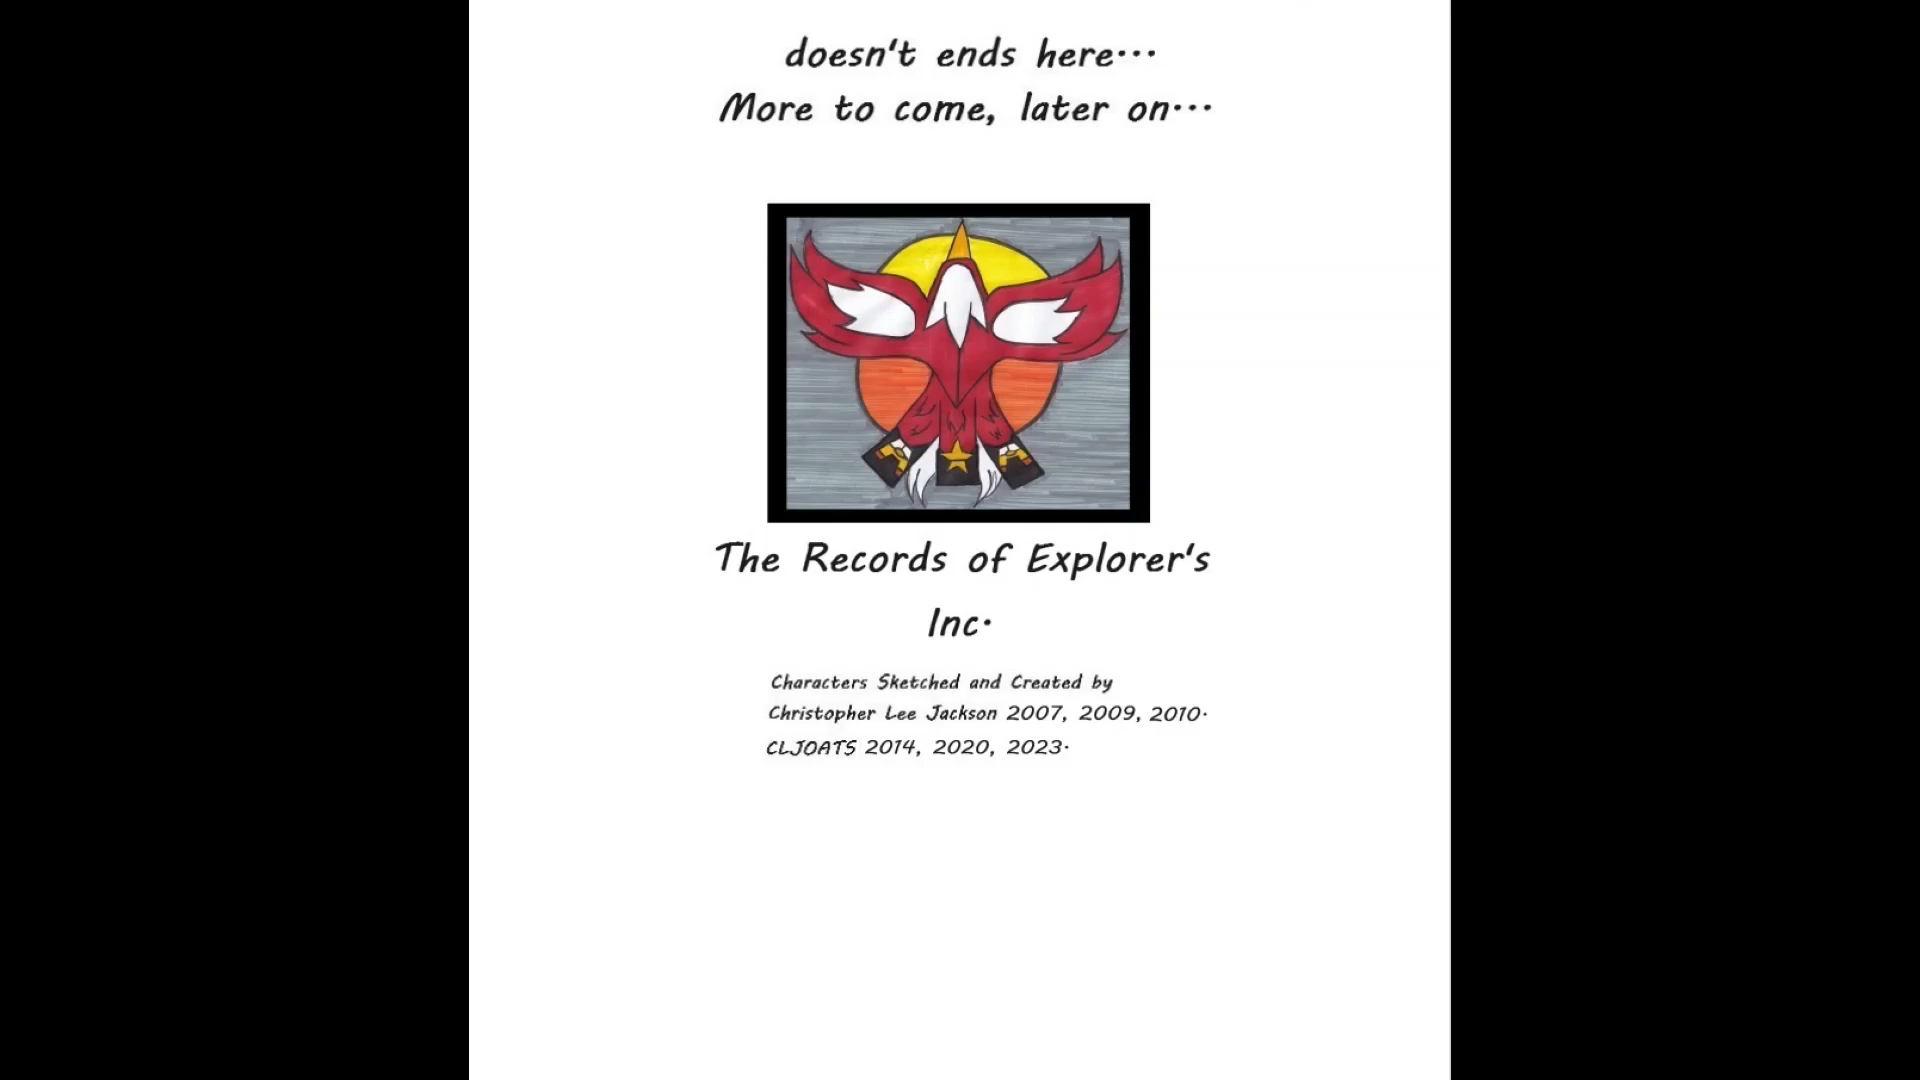 doesn't ends here...
More to come, later on...
The Records of Explorer's
Inc.
Characters Sketched and Created by
Christopher Lee Jackson 2007, 2009, 2010.
CLJOATS 2014, 2020, 2023.